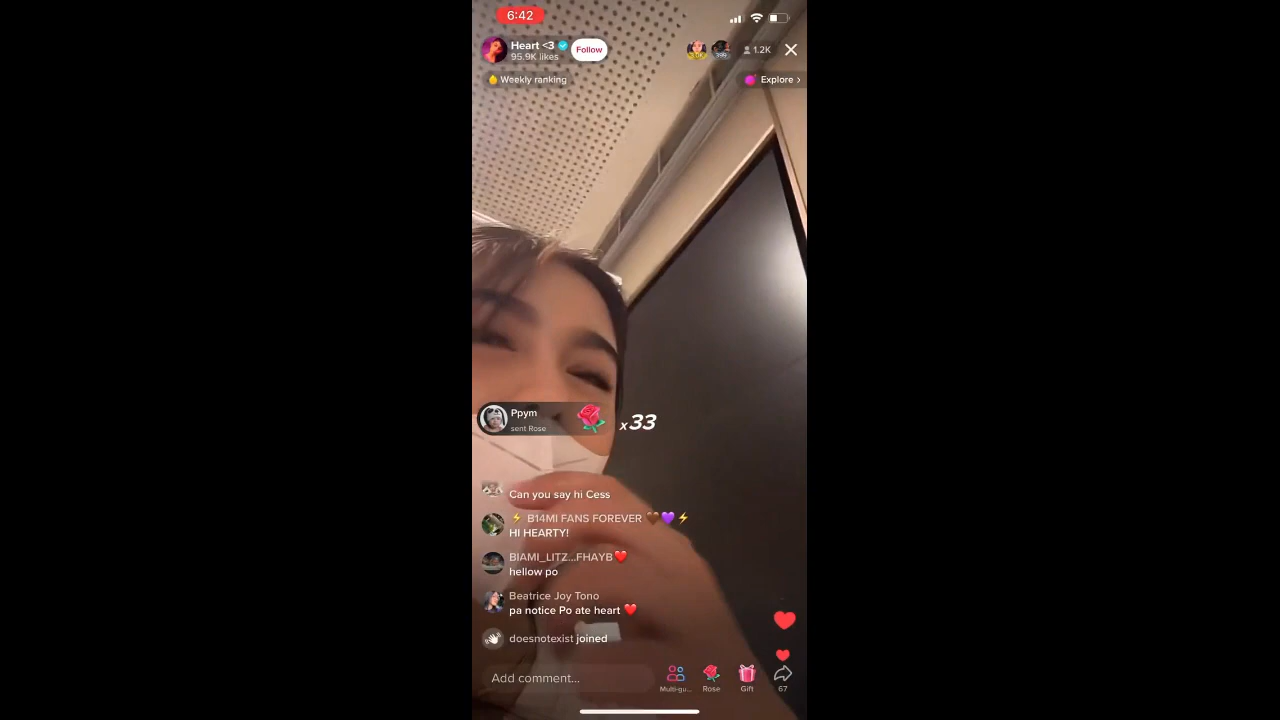 6:42
Heart <3
Follow
95.9K likes
1.2K
Weekly ranking
Explore >
Ppym
sent Rose
x33
Can you say hi Cess
⚡ B14MI FANS FOREVER 🤎💜⚡
HI HEARTY!
BIAMI_LITZ...FHAYB❤️
hellow po
Beatrice Joy Tono
pa notice Po ate heart ❤️
doesnotexist joined
Add comment...
Multi-gu...
Rose
Gift
67